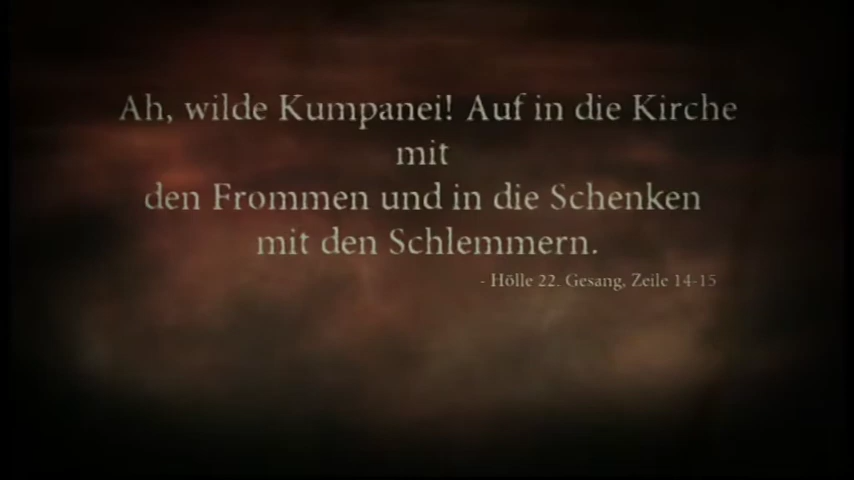 Ah, wilde Kumpanei! Auf in die Kirche
mit
den Frommen und in die Schenken
mit den Schlemmern.
- Hölle 22. Gesang, Zeile 14-15